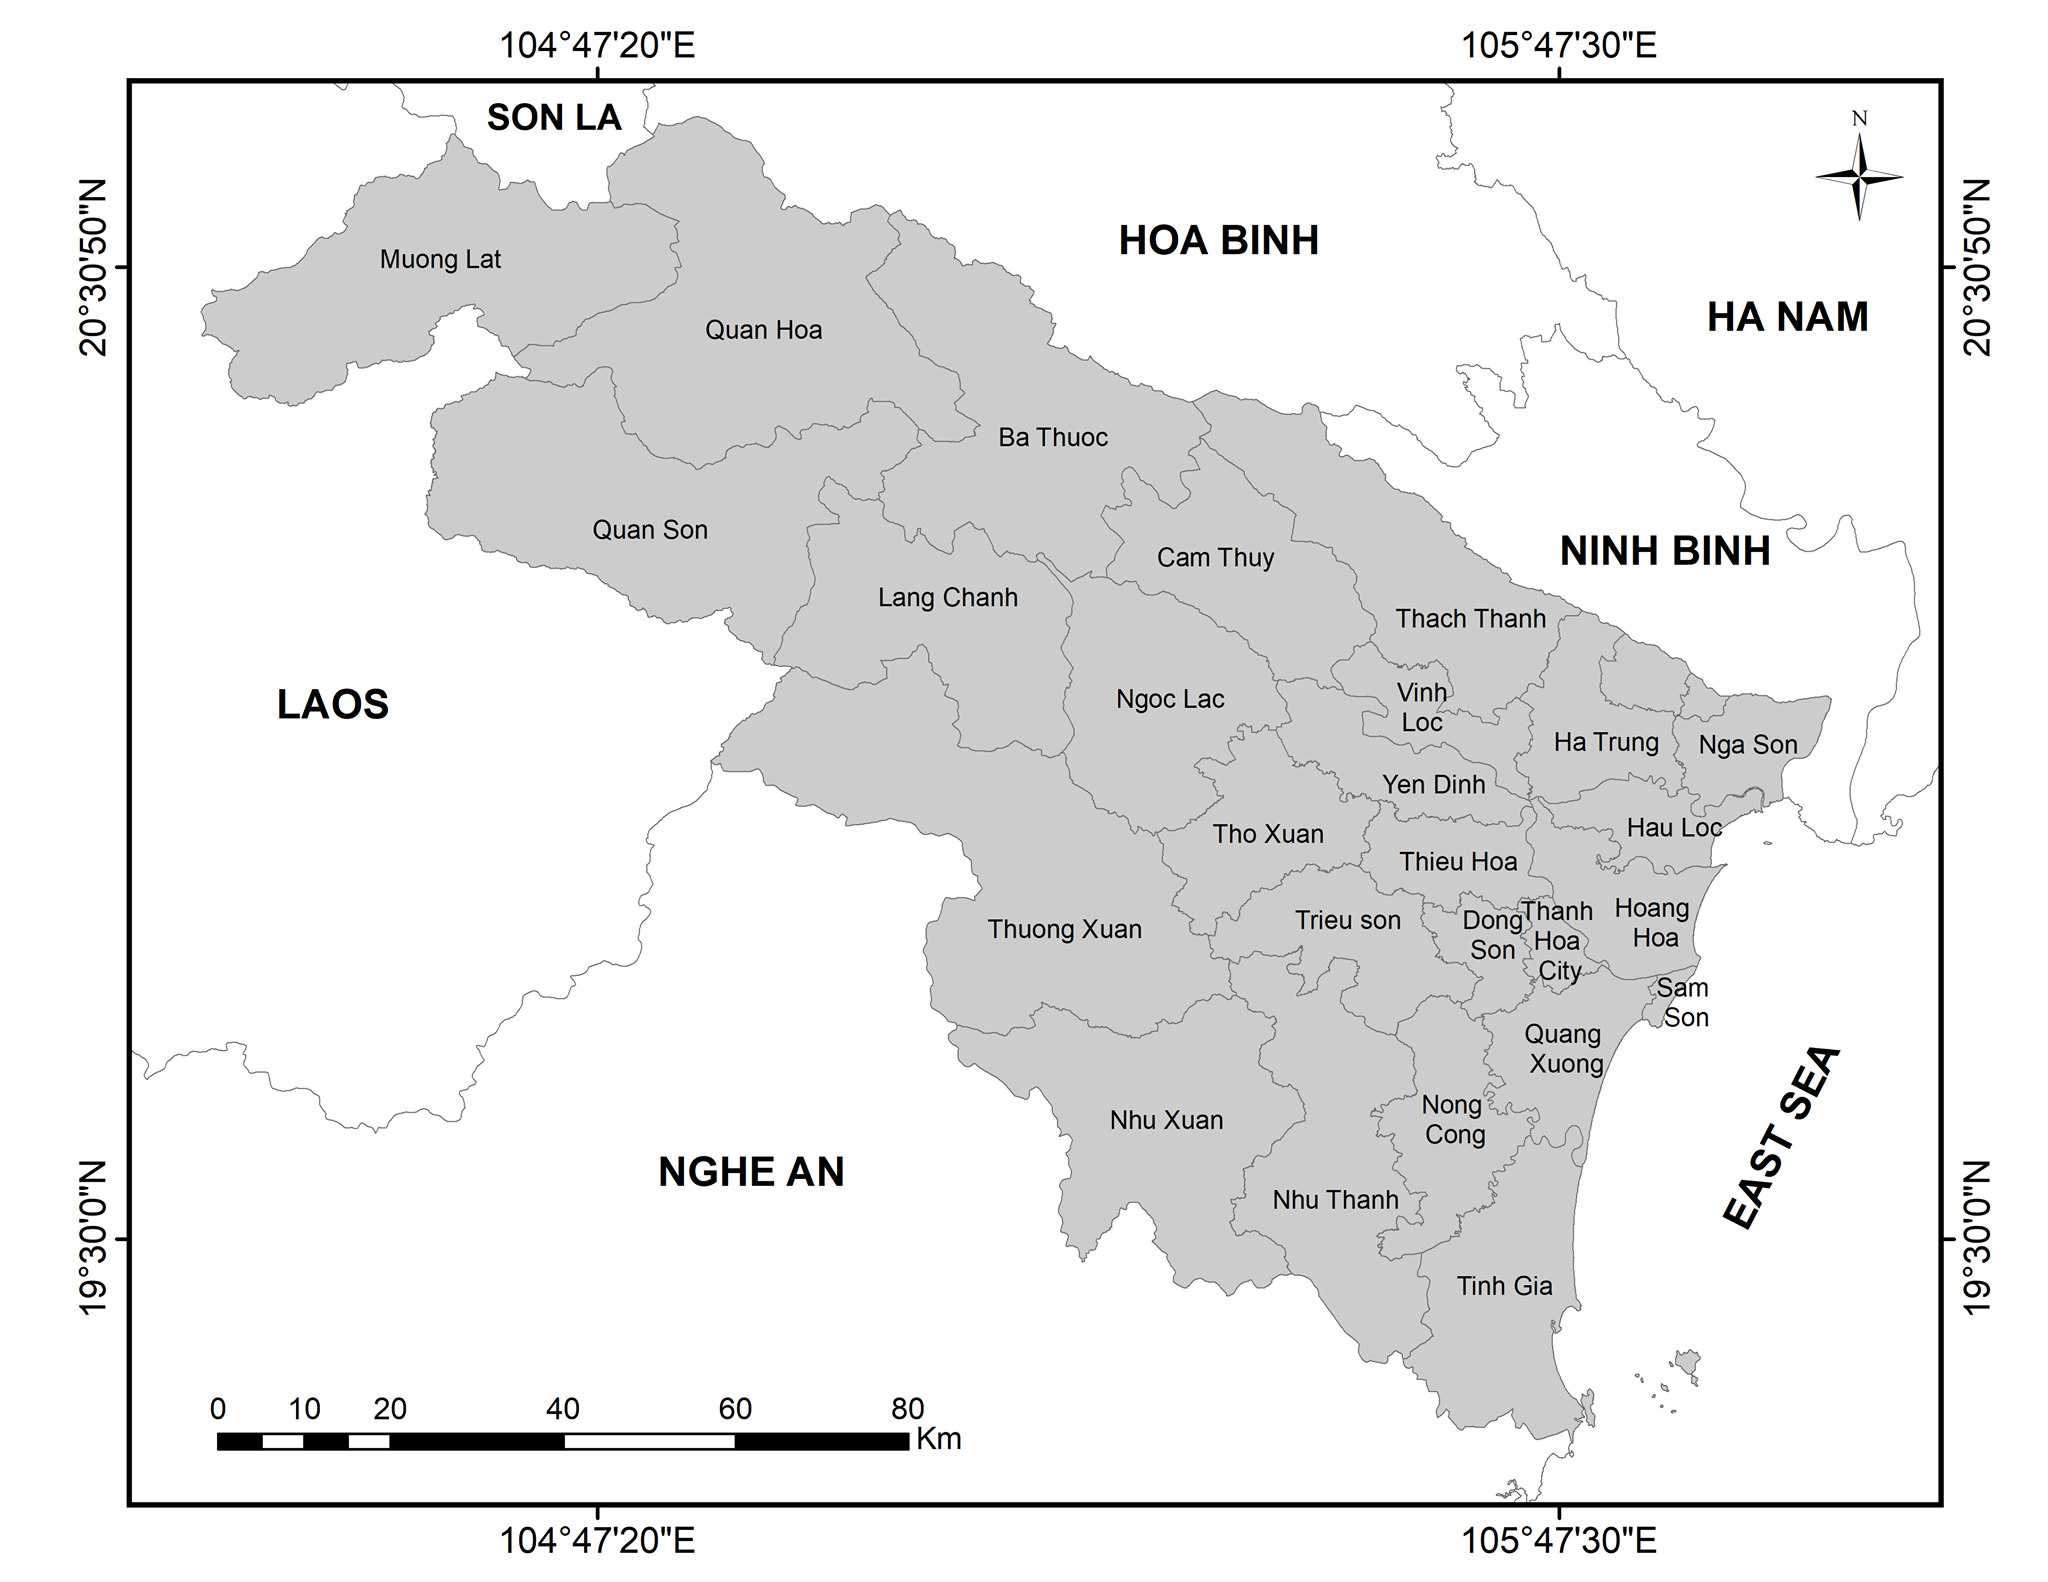 104°47'20"E
105°47'30"E
SON LA
N
20°30'50"N
20°30'50"N
HOA BINH
Muong Lat
HA NAM
Quan Hoa
Ba Thuoc
Quan Son
NINH BINH
Cam Thuy
Lang Chanh
Thach Thanh
LAOS
Ngoc Lac
Vinh
Loc
Ha Trung
Nga Son
Yen Dinh
Tho Xuan
Hau Loc
Thieu Hoa
Thuong Xuan
Trieu son
Dong
Son
Thanh
Hoa
City
Hoang
Hoa
Sam
Son
Quang
Xuong
EAST SEA
Nhu Xuan
Nong
Cong
NGHE AN
Nhu Thanh
19°30'0"N
19°30'0"N
Tinh Gia
0 10 20 40 60 80
Km
104°47'20"E
105°47'30"E